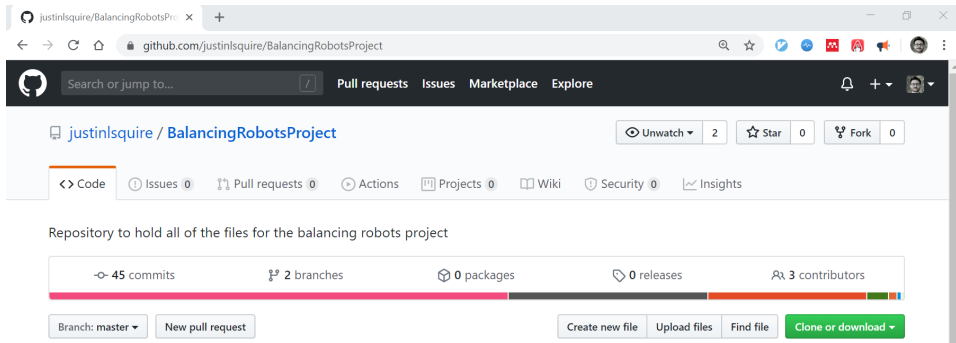 justinlsquire/BalancingRobotsPro
github.com/justinlsquire/BalancingRobotsProject
Search or jump to... / Pull requests Issues Marketplace Explore
justinlsquire / BalancingRobotsProject Unwatch 2 Star 0 Fork 0
<> Code Issues 0 Pull requests 0 Actions Projects 0 Wiki Security 0 Insights
Repository to hold all of the files for the balancing robots project
45 commits 2 branches 0 packages 0 releases 3 contributors
Branch: master New pull request Create new file Upload files Find file Clone or download